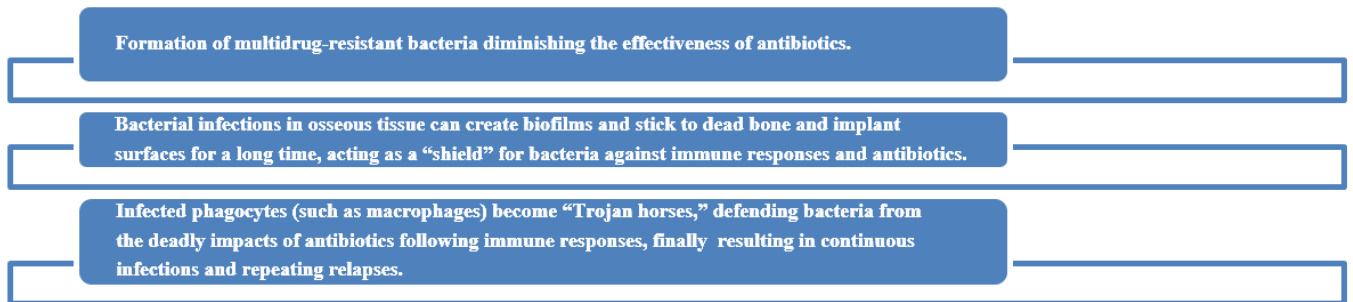 Formation of multidrug-resistant bacteria diminishing the effectiveness of antibiotics.
Bacterial infections in osseous tissue can create biofilms and stick to dead bone and implant
surfaces for a long time, acting as a “shield” for bacteria against immune responses and antibiotics.
Infected phagocytes (such as macrophages) become “Trojan horses,” defending bacteria from
the deadly impacts of antibiotics following immune responses, finally resulting in continuous
infections and repeating relapses.